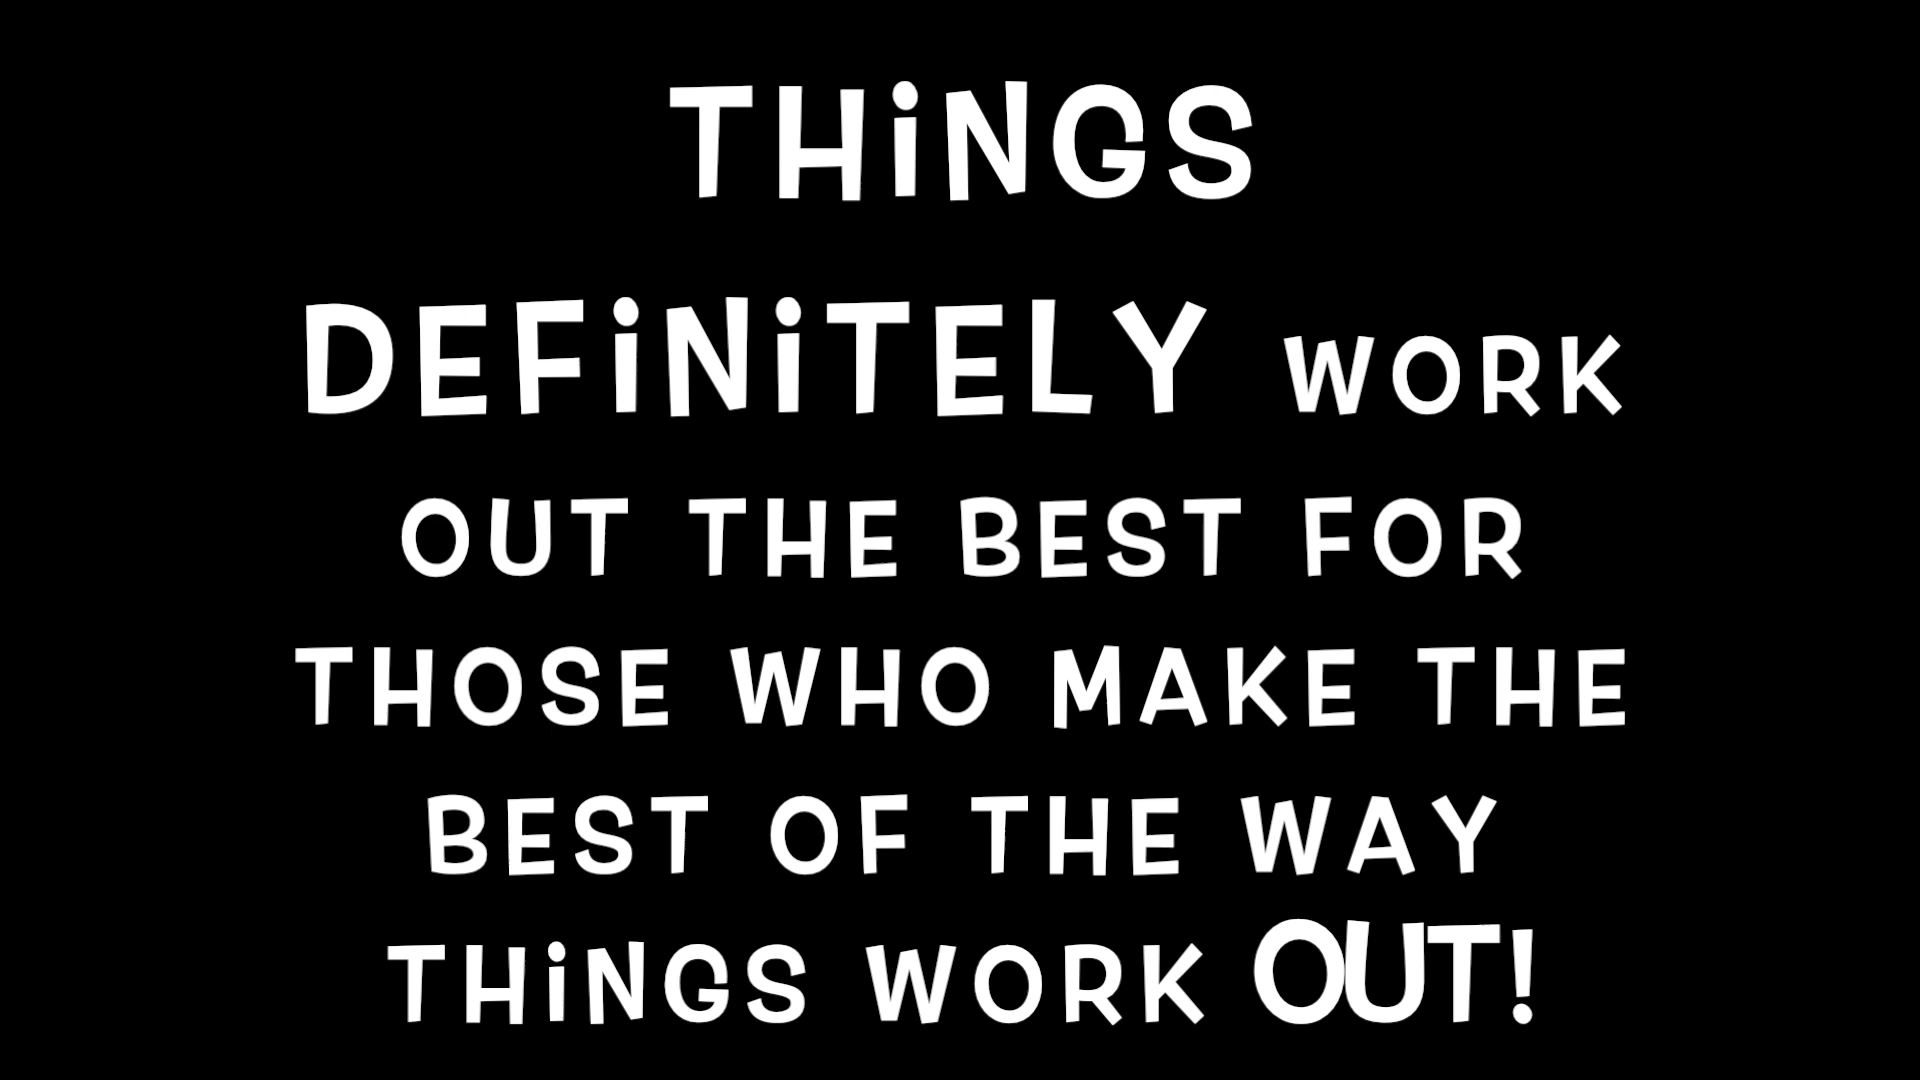 THiNGS
DEFiNiTELY WORK
OUT THE BEST FOR
THOSE WHO MAKE THE
BEST OF THE WAY
THiNGS WORK OUT!